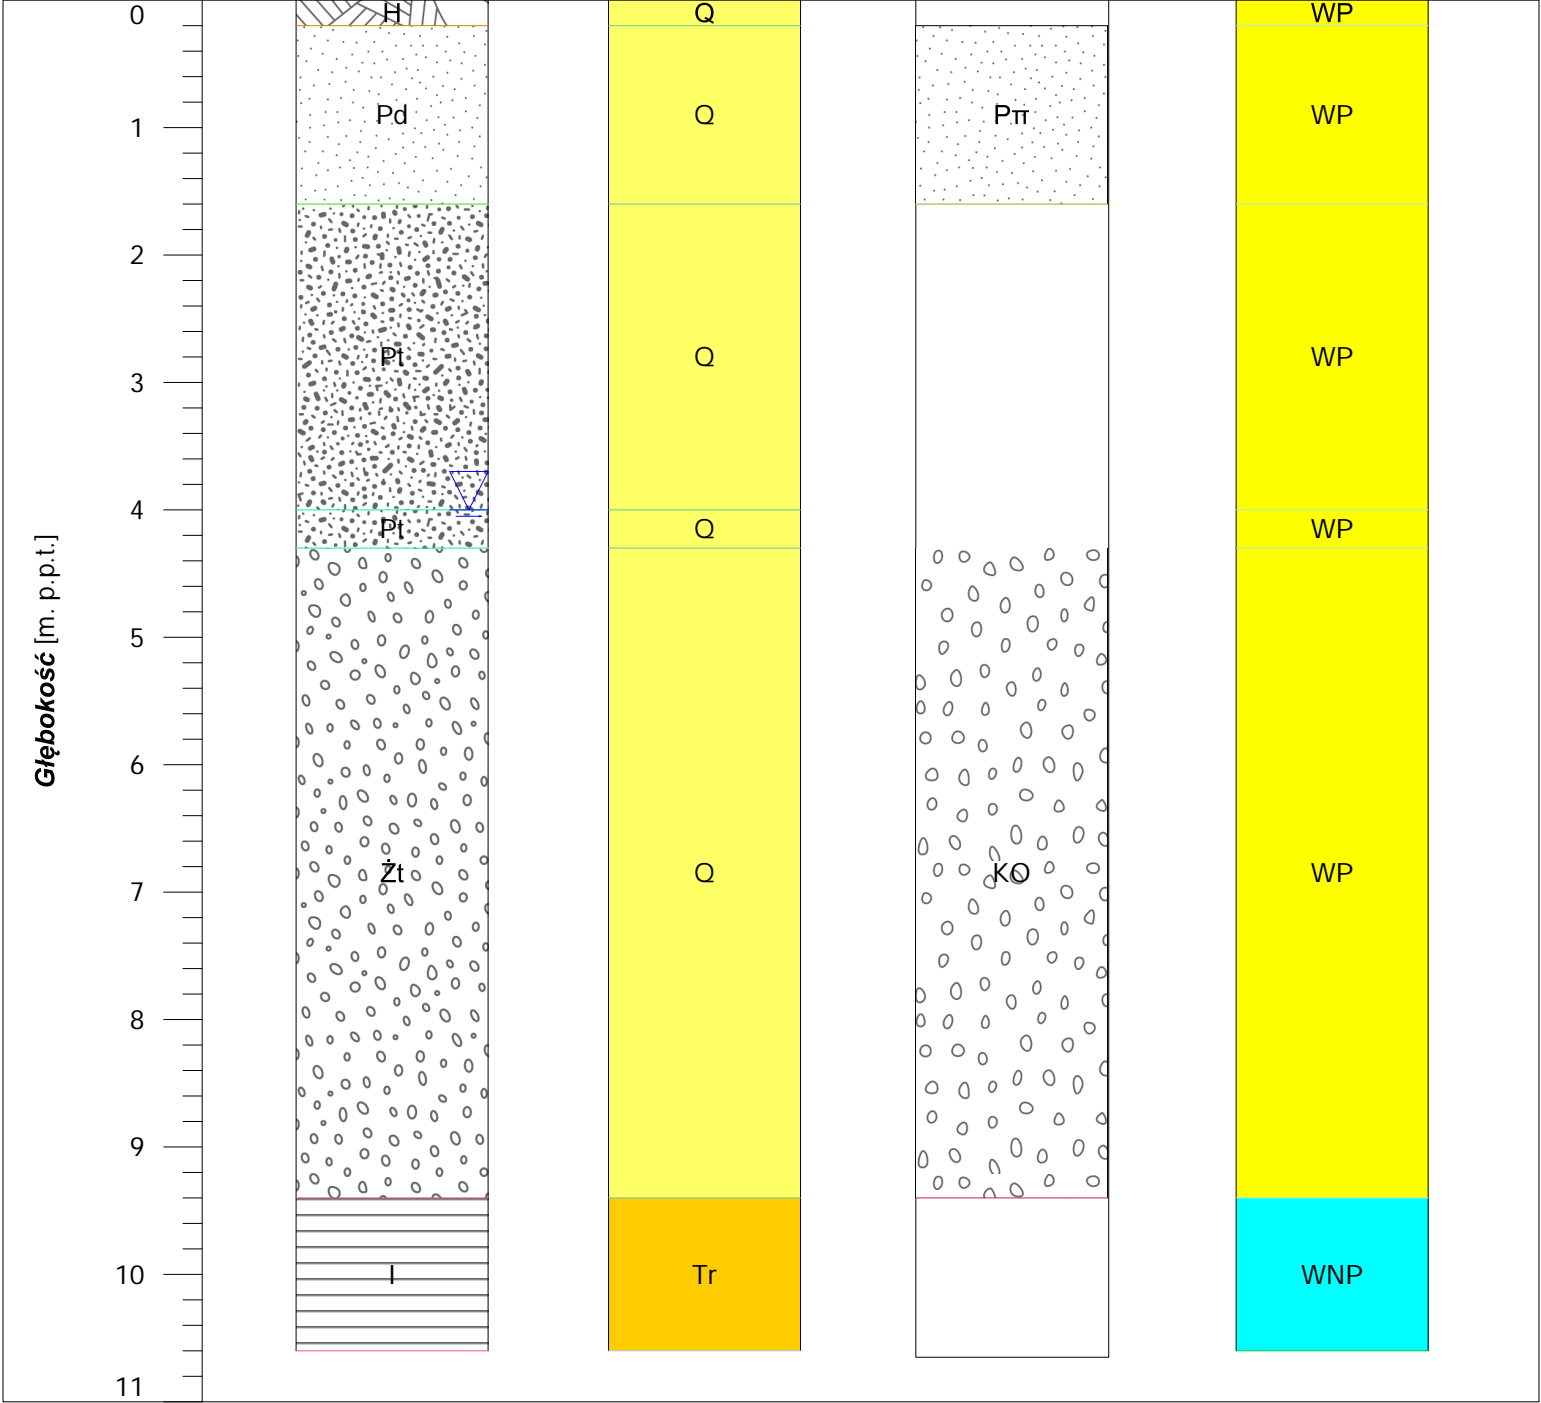 0 H Q WP
Pd Q Pπ WP
1
2
Pt Q WP
3
4
Pt Q WP
Głębokość [m. p.p.t.]
5
6
Żt Q KO WP
7
8
9
10 I Tr WNP
11